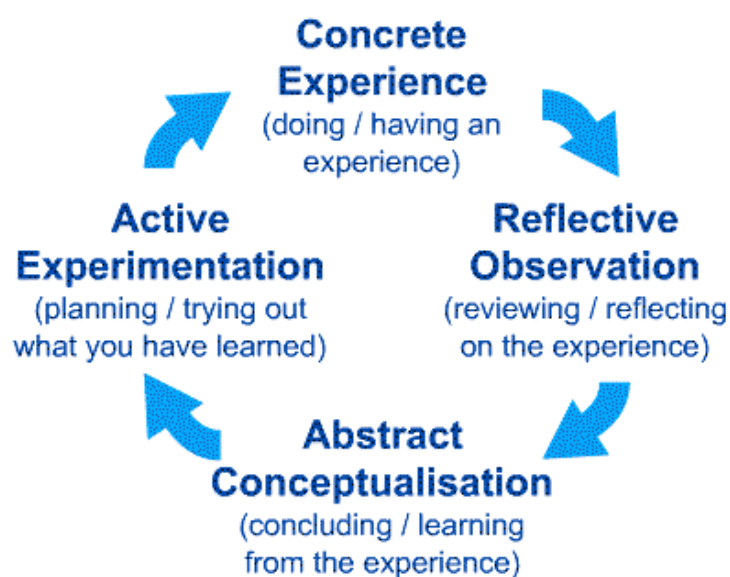 Concrete
Experience
(doing / having an
experience)
Active
Experimentation
(planning / trying out
what you have learned)
Reflective
Observation
(reviewing / reflecting
on the experience)
Abstract
Conceptualisation
(concluding / learning
from the experience)